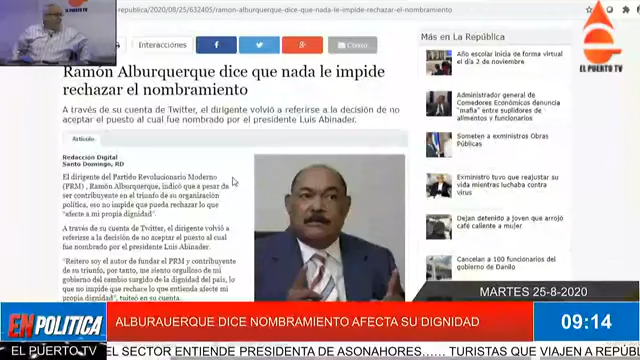 republica/2020/08/25/632405/ramon-alburquerque-dice-que-nada-le-impide-rechazar-el-nombramiento
Interacciones
Ramón Alburquerque dice que nada le impide
rechazar el nombramiento
A través de su cuenta de Twitter, el dirigente volvió a referirse a la decisión de no
aceptar el puesto al cual fue nombrado por el presidente Luis Abinader.
Artículo
Redacción Digital
Santo Domingo, RD
El dirigente del Partido Revolucionario Moderno
(PRM), Ramón Alburquerque, indicó que a pesar de
ser contribuyente en el triunfo de su organización
política, eso no impide que pueda rechazar lo que
"afecte a mi propia dignidad".
A través de su cuenta de Twitter, el dirigente volvió a
referirse a la decisión de no aceptar el puesto al cual
fue nombrado por el presidente Luis Abinader.
"Reitero soy el autor de fundar el PRM y contribuyente
de su triunfo, por tanto, me siento orgulloso de mi
gobierno del cambio surgido de la dignidad del país, lo
que no impide que rechace lo que entienda afecte mi
propia dignidad", tuiteó en su cuenta.
Más en La República
Año escolar inicia de forma virtual
el día 2 de noviembre
Administrador general de
Comedores Económicos denuncia
"mafia" entre suplidores de
alimentos y funcionarios
Someten a exministros Obras
Públicas
Exministro tuvo que reajustar su
vida mientras luchaba contra
virus
Dejan detenido a joven que arrojó
café caliente a mujer
Cancelan a 100 funcionarios del
gobierno de Danilo
EL PUERTO TV
MARTES 25-8-2020
EN POLITICA
ALBURAUERQUE DICE NOMBRAMIENTO AFECTA SU DIGNIDAD
09:14
EL PUERTO TV
EL SECTOR ENTIENDE PRESIDENTA DE ASONAHORES...... TURISTAS QUE VIAJEN A REPÚBL